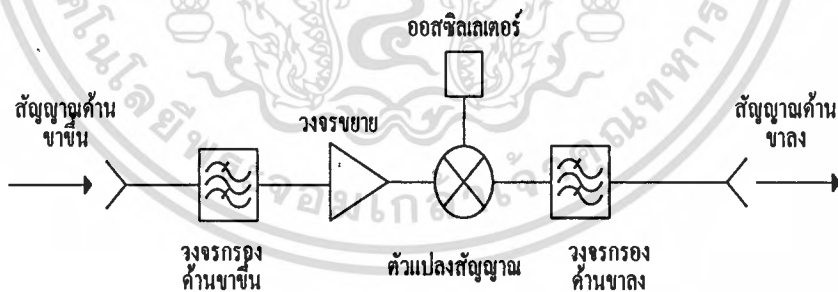 ออสซิลเลเตอร์
สัญญาณด้าน
ขาขึ้น
วงจรขยาย
สัญญาณด้าน
ขาลง
วงจรกรอง
ด้านขาขึ้น
ตัวแปลงสัญญาณ
วงจรกรอง
ด้านขาลง